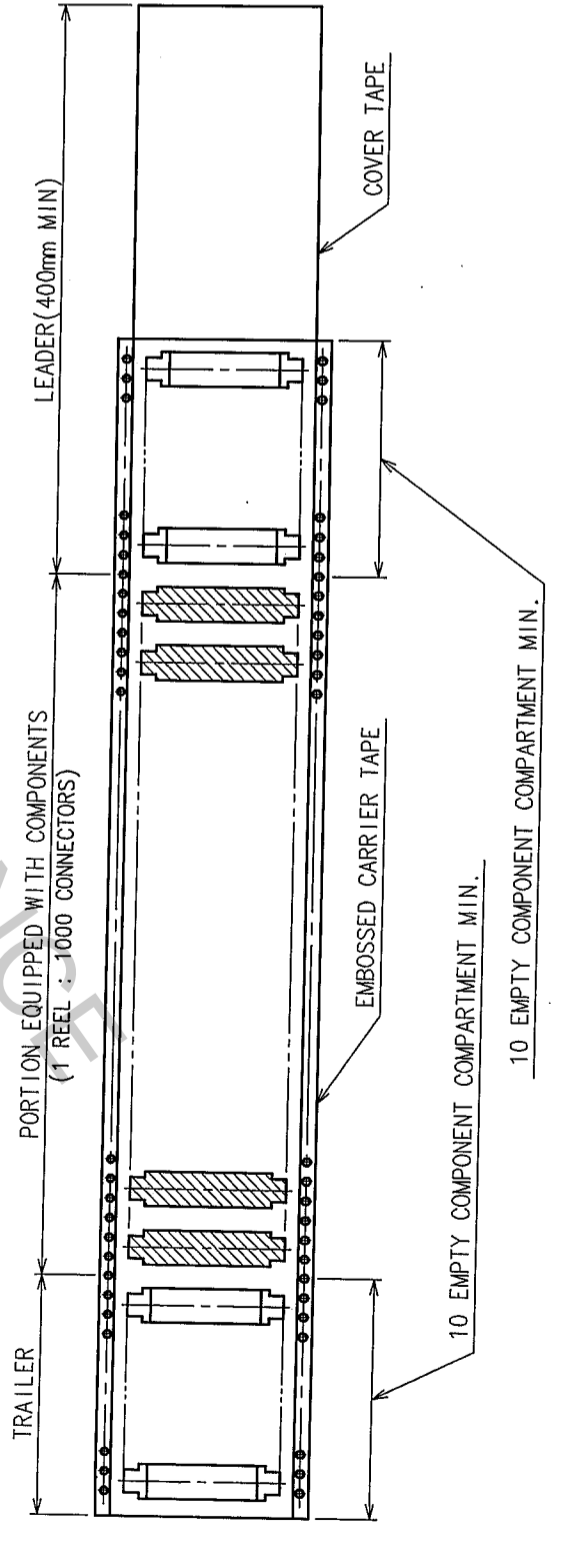 LEADER(400mm MIN)
PORTION EQUIPPED WITH COMPONENTS
(1 REEL : 1000 CONNECTORS)
TRAILER
COVER TAPE
EMBOSSED CARRIER TAPE
10 EMPTY COMPONENT COMPARTMENT MIN.
10 EMPTY COMPONENT COMPARTMENT MIN.